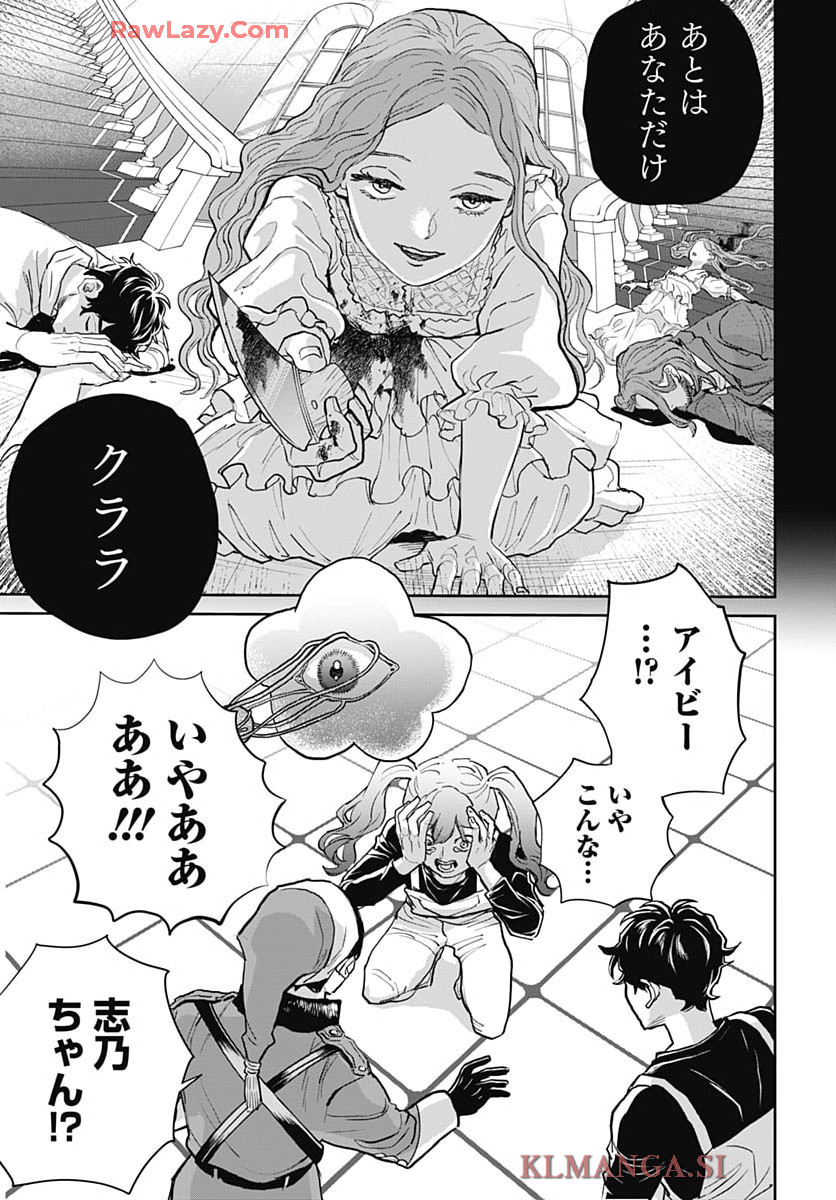 RawLazy.Com
あとは
あなただけ
クララ
アイビー
…!?
いや
こんな…
いやああ
ああ!!!
志乃
ちゃん!?
KLMANGA.SI